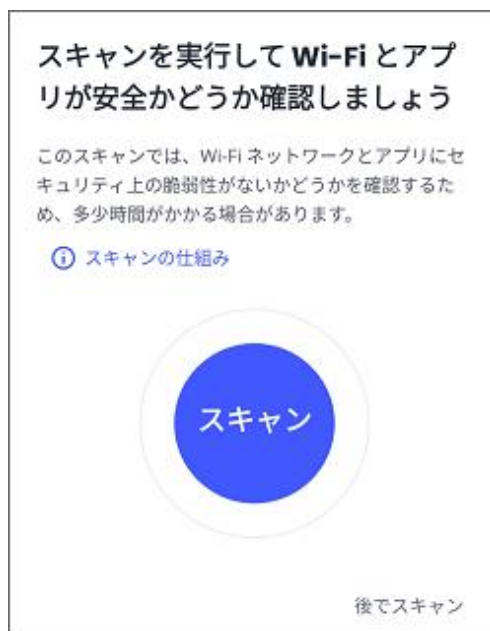 スキャンを実行して Wi-Fi とアプ
リが安全かどうか確認しましょう
このスキャンでは、Wi-Fi ネットワークとアプリにセ
キュリティ上の脆弱性がないかどうかを確認するた
め、多少時間がかかる場合があります。
スキャンの仕組み
スキャン
後でスキャン